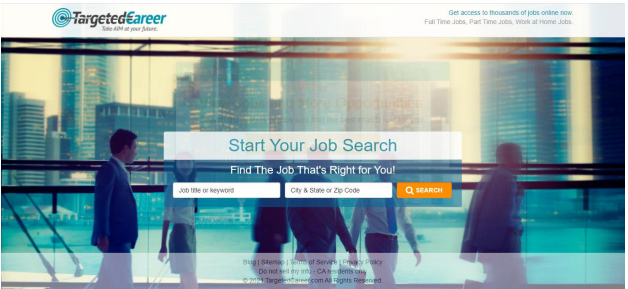 TargetedCareer
Take AIM at your future.
Get access to thousands of jobs online now.
Full Time Jobs, Part Time Jobs, Work at Home Jobs.
More Opportunities
Start Your Job Search
Find The Job That's Right for You!
Job title or keyword
City & State or Zip Code
SEARCH
Blog | Sitemap | Terms of Service | Privacy Policy
Do not sell my info - CA residents only
© 2021 TargetedCareer.com All Rights Reserved.